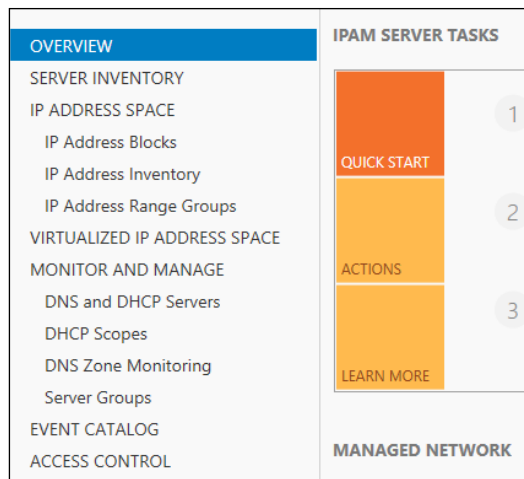 OVERVIEW
SERVER INVENTORY
IP ADDRESS SPACE
IP Address Blocks
IP Address Inventory
IP Address Range Groups
VIRTUALIZED IP ADDRESS SPACE
MONITOR AND MANAGE
DNS and DHCP Servers
DHCP Scopes
DNS Zone Monitoring
Server Groups
EVENT CATALOG
ACCESS CONTROL
IPAM SERVER TASKS
QUICK START
1
ACTIONS
2
LEARN MORE
3
MANAGED NETWORK